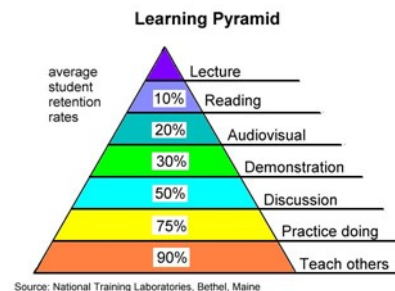 Learning Pyramid
average
student
retention
rates
Lecture
10% Reading
20% Audiovisual
30% Demonstration
50% Discussion
75% Practice doing
90% Teach others
Source: National Training Laboratories, Bethel, Maine